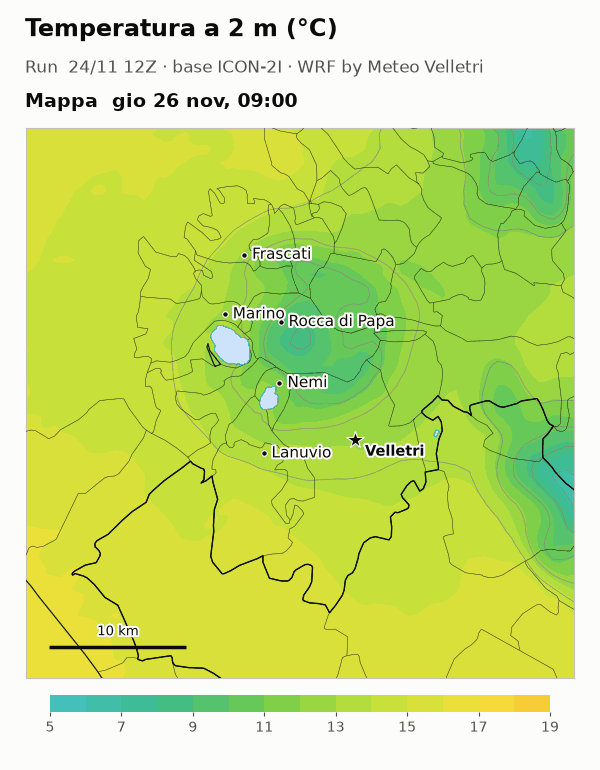 Temperatura a 2 m (°C)
Run  24/11 12Z · base ICON-2I · WRF by Meteo Velletri
Mappa  gio 26 nov, 09:00
Frascati
Marino
Rocca di Papa
Nemi
Velletri
Lanuvio
10 km
5 7 9 11 13 15 17 19